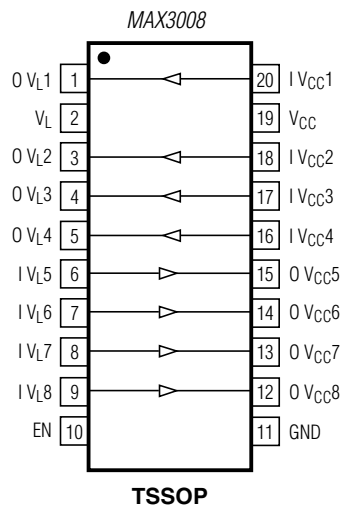 MAX3008
O VL1 1 20 I VCC1
VL 2 19 VCC
O VL2 3 18 I VCC2
O VL3 4 17 I VCC3
O VL4 5 16 I VCC4
I VL5 6 15 O VCC5
I VL6 7 14 O VCC6
I VL7 8 13 O VCC7
I VL8 9 12 O VCC8
EN 10 11 GND
TSSOP